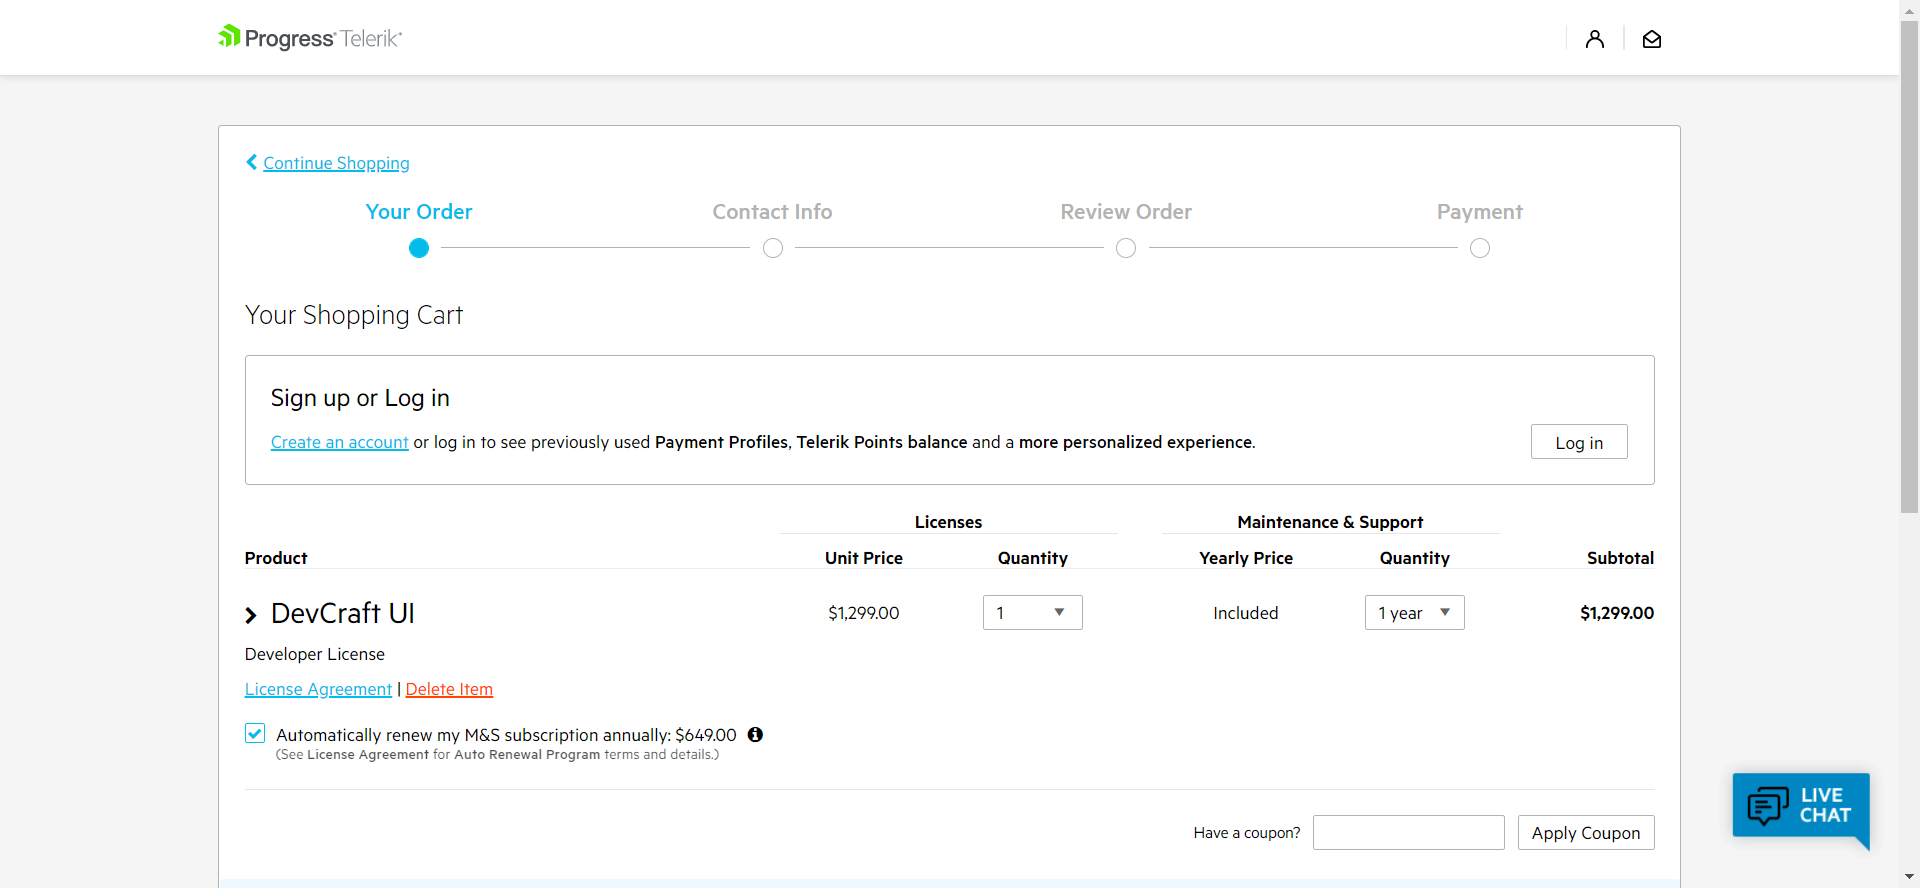 Progress Telerik
Continue Shopping
Your Order
Contact Info
Review Order
Payment
Your Shopping Cart
Sign up or Log in
Create an account or log in to see previously used Payment Profiles, Telerik Points balance and a more personalized experience.
Log in
Licenses
Maintenance & Support
Product
Unit Price
Quantity
Yearly Price
Quantity
Subtotal
DevCraft UI
$1,299.00
1
Included
1 year
$1,299.00
Developer License
License Agreement | Delete Item
Automatically renew my M&S subscription annually: $649.00
(See License Agreement for Auto Renewal Program terms and details.)
LIVE CHAT
Have a coupon?
Apply Coupon